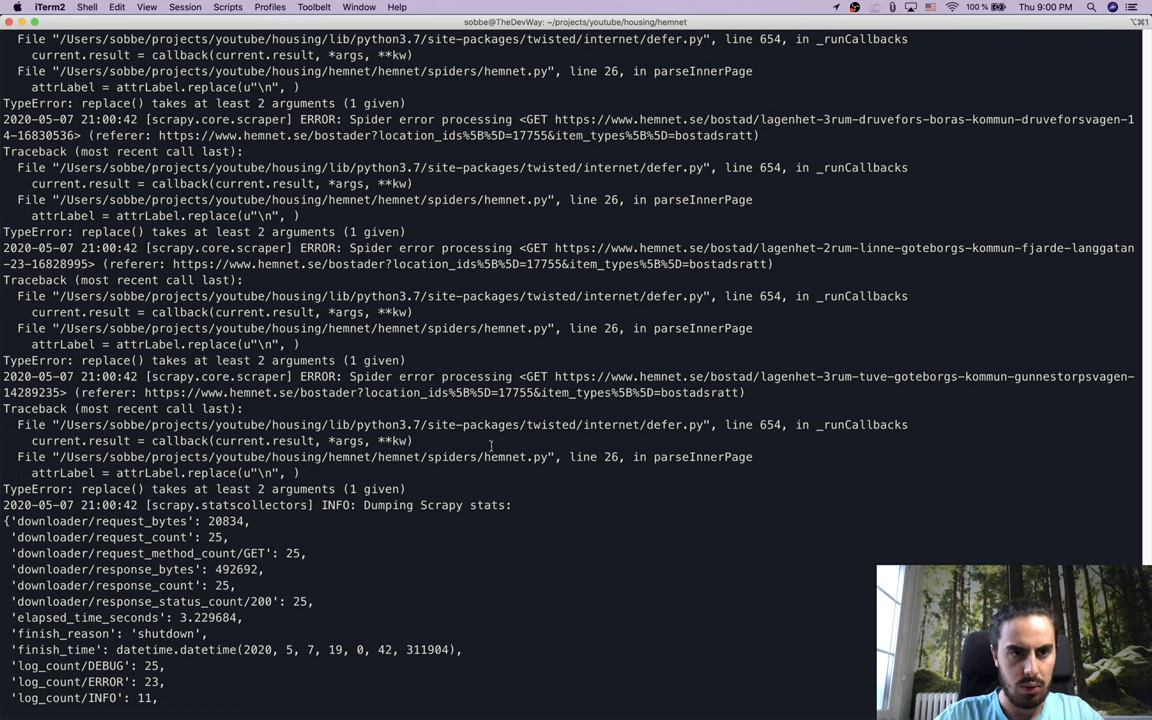 iTerm2 Shell Edit View Session Scripts Profiles Toolbelt Window Help 100 % Thu 9:00 PM
sobbe@TheDevWay: ~/projects/youtube/housing/hemnet ⌥⌘1
File "/Users/sobbe/projects/youtube/housing/lib/python3.7/site-packages/twisted/internet/defer.py", line 654, in _runCallbacks
current.result = callback(current.result, *args, **kw)
File "/Users/sobbe/projects/youtube/housing/hemnet/hemnet/spiders/hemnet.py", line 26, in parseInnerPage
attrLabel = attrLabel.replace(u"\n", )
TypeError: replace() takes at least 2 arguments (1 given)
2020-05-07 21:00:42 [scrapy.core.scraper] ERROR: Spider error processing <GET https://www.hemnet.se/bostad/lagenhet-3rum-druvefors-boras-kommun-druveforsvagen-1
4-16830536> (referer: https://www.hemnet.se/bostader?location_ids%5B%5D=17755&item_types%5B%5D=bostadsratt)
Traceback (most recent call last):
File "/Users/sobbe/projects/youtube/housing/lib/python3.7/site-packages/twisted/internet/defer.py", line 654, in _runCallbacks
current.result = callback(current.result, *args, **kw)
File "/Users/sobbe/projects/youtube/housing/hemnet/hemnet/spiders/hemnet.py", line 26, in parseInnerPage
attrLabel = attrLabel.replace(u"\n", )
TypeError: replace() takes at least 2 arguments (1 given)
2020-05-07 21:00:42 [scrapy.core.scraper] ERROR: Spider error processing <GET https://www.hemnet.se/bostad/lagenhet-2rum-linne-goteborgs-kommun-fjarde-langgatan
-23-16828995> (referer: https://www.hemnet.se/bostader?location_ids%5B%5D=17755&item_types%5B%5D=bostadsratt)
Traceback (most recent call last):
File "/Users/sobbe/projects/youtube/housing/lib/python3.7/site-packages/twisted/internet/defer.py", line 654, in _runCallbacks
current.result = callback(current.result, *args, **kw)
File "/Users/sobbe/projects/youtube/housing/hemnet/hemnet/spiders/hemnet.py", line 26, in parseInnerPage
attrLabel = attrLabel.replace(u"\n", )
TypeError: replace() takes at least 2 arguments (1 given)
2020-05-07 21:00:42 [scrapy.core.scraper] ERROR: Spider error processing <GET https://www.hemnet.se/bostad/lagenhet-3rum-tuve-goteborgs-kommun-gunnestorpsvagen-
14289235> (referer: https://www.hemnet.se/bostader?location_ids%5B%5D=17755&item_types%5B%5D=bostadsratt)
Traceback (most recent call last):
File "/Users/sobbe/projects/youtube/housing/lib/python3.7/site-packages/twisted/internet/defer.py", line 654, in _runCallbacks
current.result = callback(current.result, *args, **kw)
File "/Users/sobbe/projects/youtube/housing/hemnet/hemnet/spiders/hemnet.py", line 26, in parseInnerPage
attrLabel = attrLabel.replace(u"\n", )
TypeError: replace() takes at least 2 arguments (1 given)
2020-05-07 21:00:42 [scrapy.statscollectors] INFO: Dumping Scrapy stats:
{'downloader/request_bytes': 20834,
'downloader/request_count': 25,
'downloader/request_method_count/GET': 25,
'downloader/response_bytes': 492692,
'downloader/response_count': 25,
'downloader/response_status_count/200': 25,
'elapsed_time_seconds': 3.229684,
'finish_reason': 'shutdown',
'finish_time': datetime.datetime(2020, 5, 7, 19, 0, 42, 311904),
'log_count/DEBUG': 25,
'log_count/ERROR': 23,
'log_count/INFO': 11,